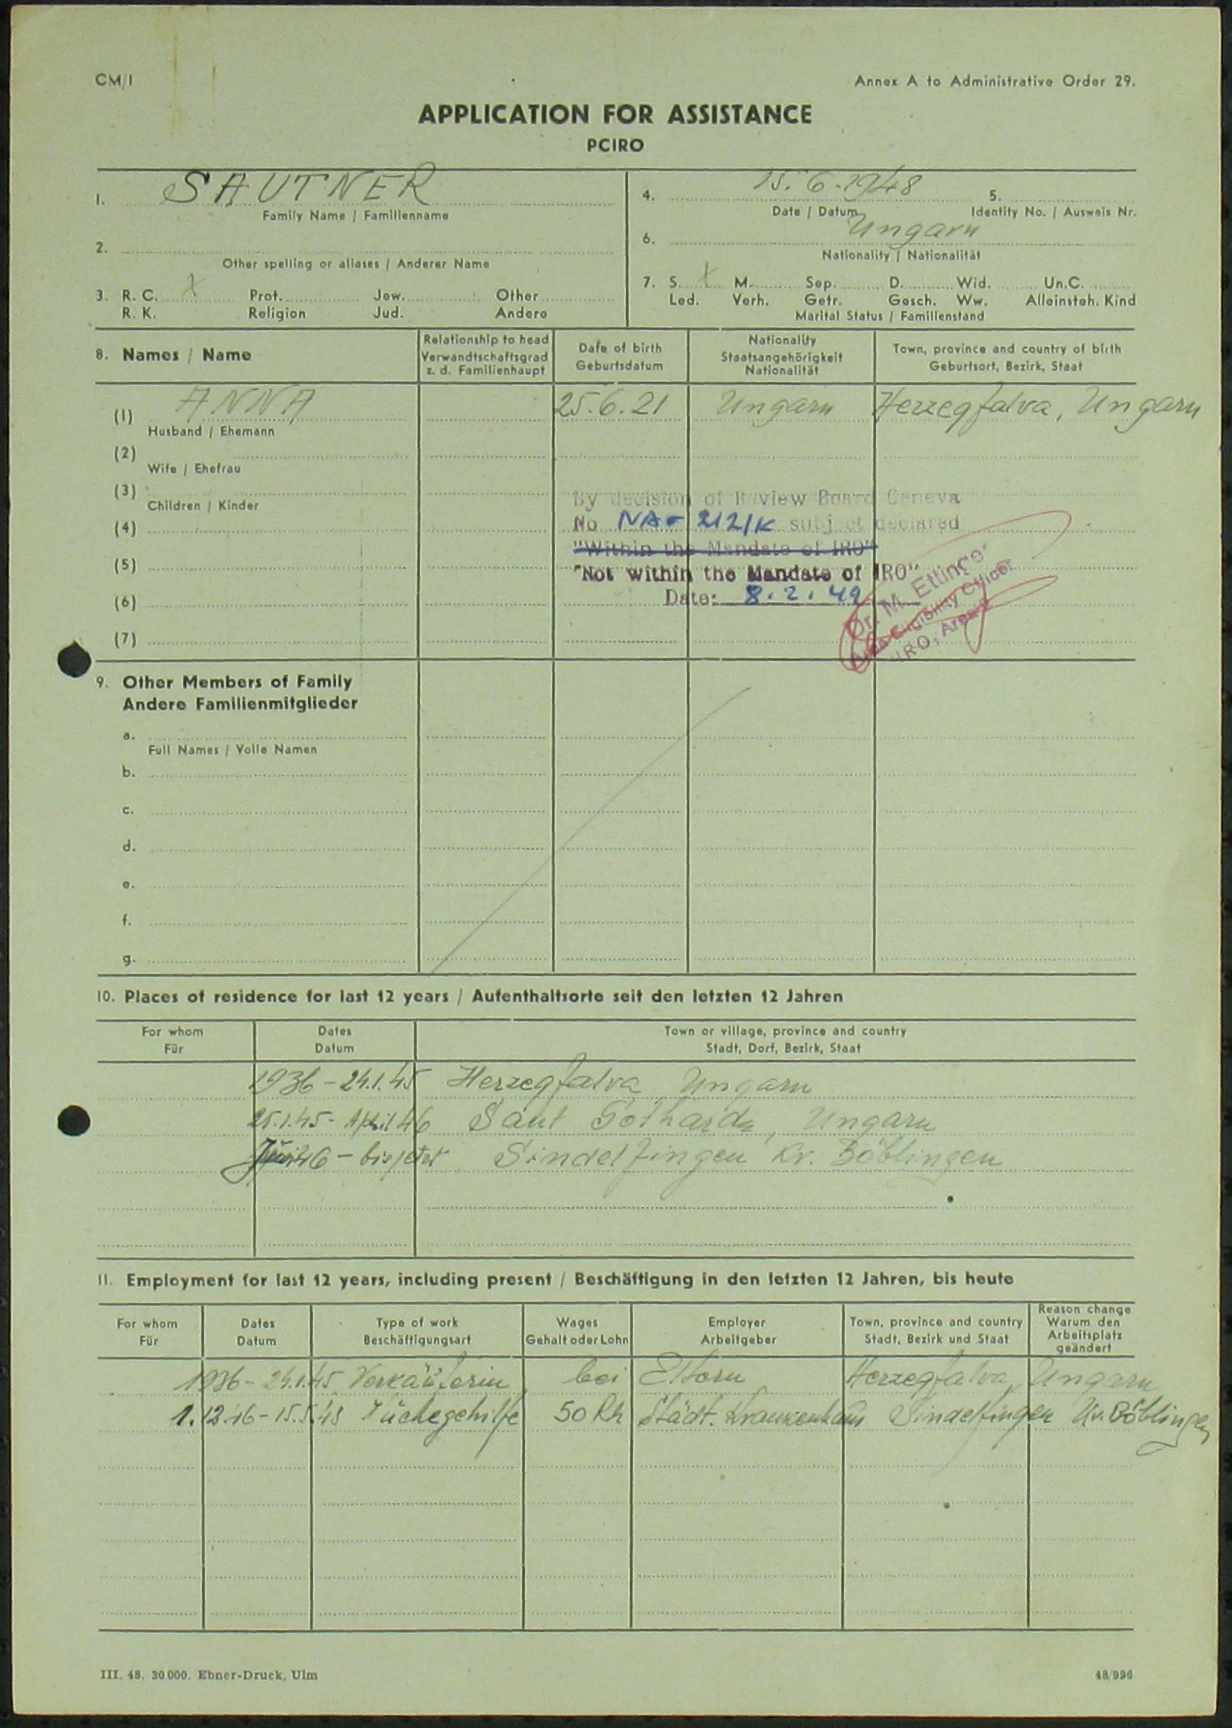 CM/1
Annex A to Administrative Order 29.
APPLICATION FOR ASSISTANCE
PCIRO
1. SAUTNER
Family Name / Familienname
2.
Other spelling or aliases / Anderer Name
3. R. C. X Prot. Jew. Other
R. K. Religion Jud. Andere
4. 15.6.1948 5.
Date / Datum Identity No. / Ausweis Nr.
6. Ungarn
Nationality / Nationalität
7. S. X M. Sep. D. Wid. Un.C.
Led. Verh. Getr. Gesch. Ww. Alleinsteh. Kind
Marital Status / Familienstand
8. Names / Name
Relationship to head
Verwandtschaftsgrad
z. d. Familienhaupt
Date of birth
Geburtsdatum
Nationality
Staatsangehörigkeit
Nationalität
Town, province and country of birth
Geburtsort, Bezirk, Staat
(1) ANNA 25.6.21 Ungarn Herzegfalva, Ungarn
Husband / Ehemann
(2)
Wife / Ehefrau
(3)
Children / Kinder
(4)
(5)
(6)
(7)
By decision of Review Board Geneva
No NA- 212/K subject declared
"Within the Mandate of IRO"
"Not within the Mandate of IRO"
Date: 8.2.49
Dr. M. Ettinger
Area Eligibility Officer
IRO, Area
9. Other Members of Family
Andere Familienmitglieder
a.
Full Names / Volle Namen
b.
c.
d.
e.
f.
g.
10. Places of residence for last 12 years / Aufenthaltsorte seit den letzten 12 Jahren
For whom
Für
Dates
Datum
Town or village, province and country
Stadt, Dorf, Bezirk, Staat
1936-24.1.45 Herzegfalva Ungarn
25.1.45- April 46 Sant Gothards, Ungarn
46 - bis jetzt Sindelfingen Kr. Böblingen
11. Employment for last 12 years, including present / Beschäftigung in den letzten 12 Jahren, bis heute
For whom
Für
Dates
Datum
Type of work
Beschäftigungsart
Wages
Gehalt oder Lohn
Employer
Arbeitgeber
Town, province and country
Stadt, Bezirk und Staat
Reason change
Warum den
Arbeitsplatz
geändert
1936-24.1.45 Verkäuferin bei Eltern Herzegfalva, Ungarn
1.12.46-15.5.48 Küchegehilfe 50 Rh Städt. Krankenhaus Sindelfingen Kr. Böblingen
III. 48. 30000. Ebner-Druck, Ulm
48/996